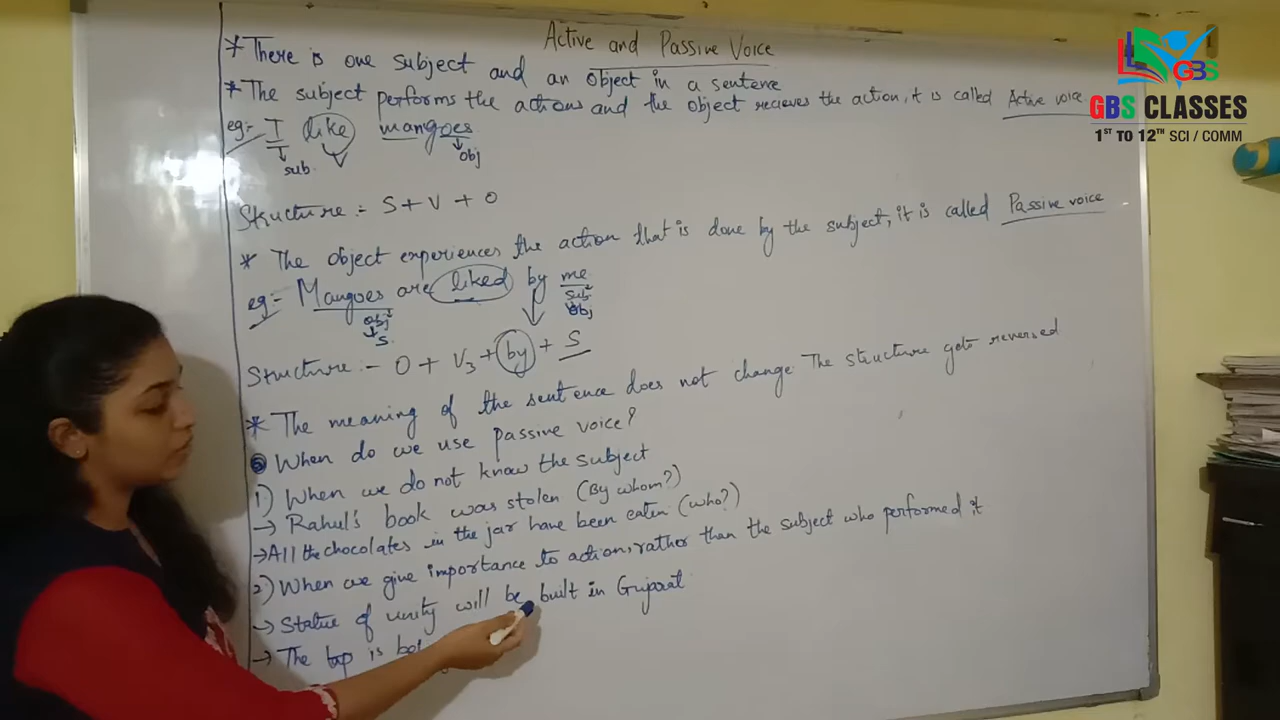 Active and Passive Voice
* There is one subject and an object in a sentence
* The subject performs the actions and the object recieves the action, it is called Active voice
eg:- I like mangoes
sub. V obj
Structure :- S + V + O
* The object experiences the action that is done by the subject, it is called Passive voice
eg:- Mangoes are liked by me
obj sub
S. obj
Structure :- O + V3 + by + S
* The meaning of the sentence does not change. The structure gets reversed
When do we use passive voice?
1) When we do not know the subject
→ Rahul's book was stolen (By whom?)
→ All the chocolates in the jar have been eaten (who?)
2) When we give importance to action, rather than the subject who performed it
→ Statue of unity will be built in Gujarat
→ The tap is
GBS
GBS CLASSES
1ST TO 12TH SCI / COMM